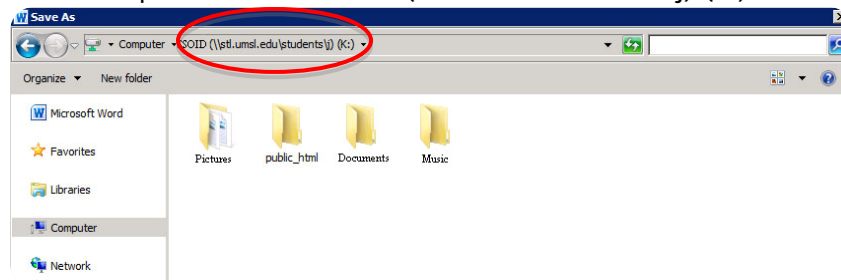 Save As
Computer SOID (\\stl.umsl.edu\students\j) (K:)
Organize New folder
Microsoft Word
Favorites
Libraries
Computer
Network
Pictures public_html Documents Music